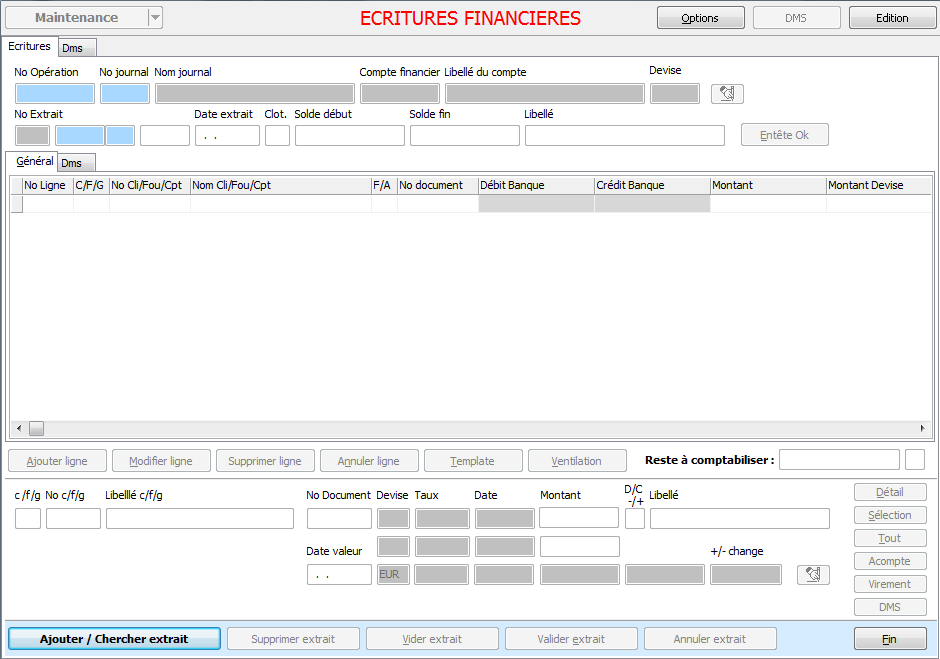 Maintenance ECRITURES FINANCIERES Options DMS Edition
Ecritures Dms
No Opération No journal Nom journal Compte financier Libellé du compte Devise
No Extrait Date extrait Clot. Solde début Solde fin Libellé
. . Entête Ok
Général Dms
No Ligne C/F/G No Cli/Fou/Cpt Nom Cli/Fou/Cpt F/A No document Débit Banque Crédit Banque Montant Montant Devise
Ajouter ligne Modifier ligne Supprimer ligne Annuler ligne Template Ventilation Reste à comptabiliser :
c/f/g No c/f/g Libelllé c/f/g No Document Devise Taux Date Montant D/C -/+ Libellé
Détail
Sélection
Tout
Date valeur +/- change
Acompte
. . EUR
Virement
DMS
Ajouter / Chercher extrait Supprimer extrait Vider extrait Valider extrait Annuler extrait Fin